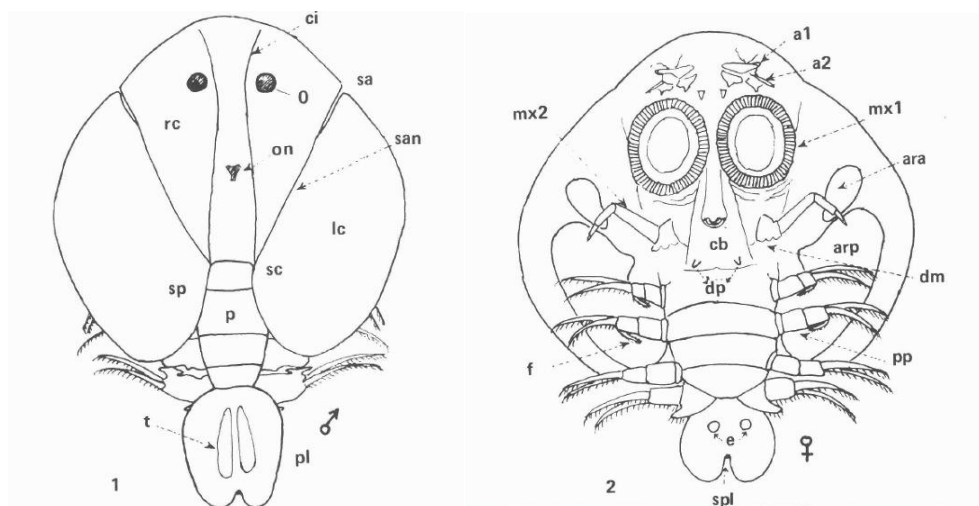 ci
O
sa
rc
on
san
lc
sc
sp
p
t
♂
pl
1
a1
a2
mx2
mx1
ara
cb
arp
dm
dp
f
pp
e
♀
2
spl